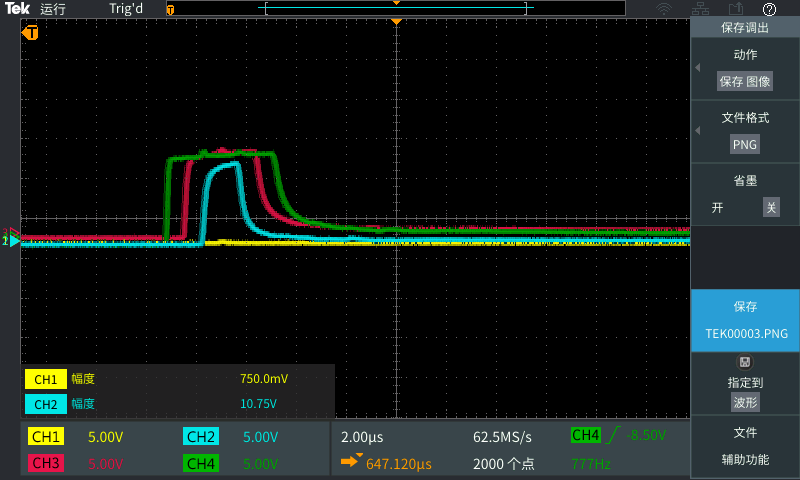 Tek 运行 Trig'd
T
T
保存调出
动作
保存 图像
文件格式
PNG
省墨
开 关
保存
TEK00003.PNG
指定到
波形
文件
辅助功能
CH1 幅度 750.0mV
CH2 幅度 10.75V
CH1 5.00V CH2 5.00V
CH3 5.00V CH4 5.00V
2.00µs 62.5MS/s CH4 -8.50V
647.120µs 2000 个点 777Hz